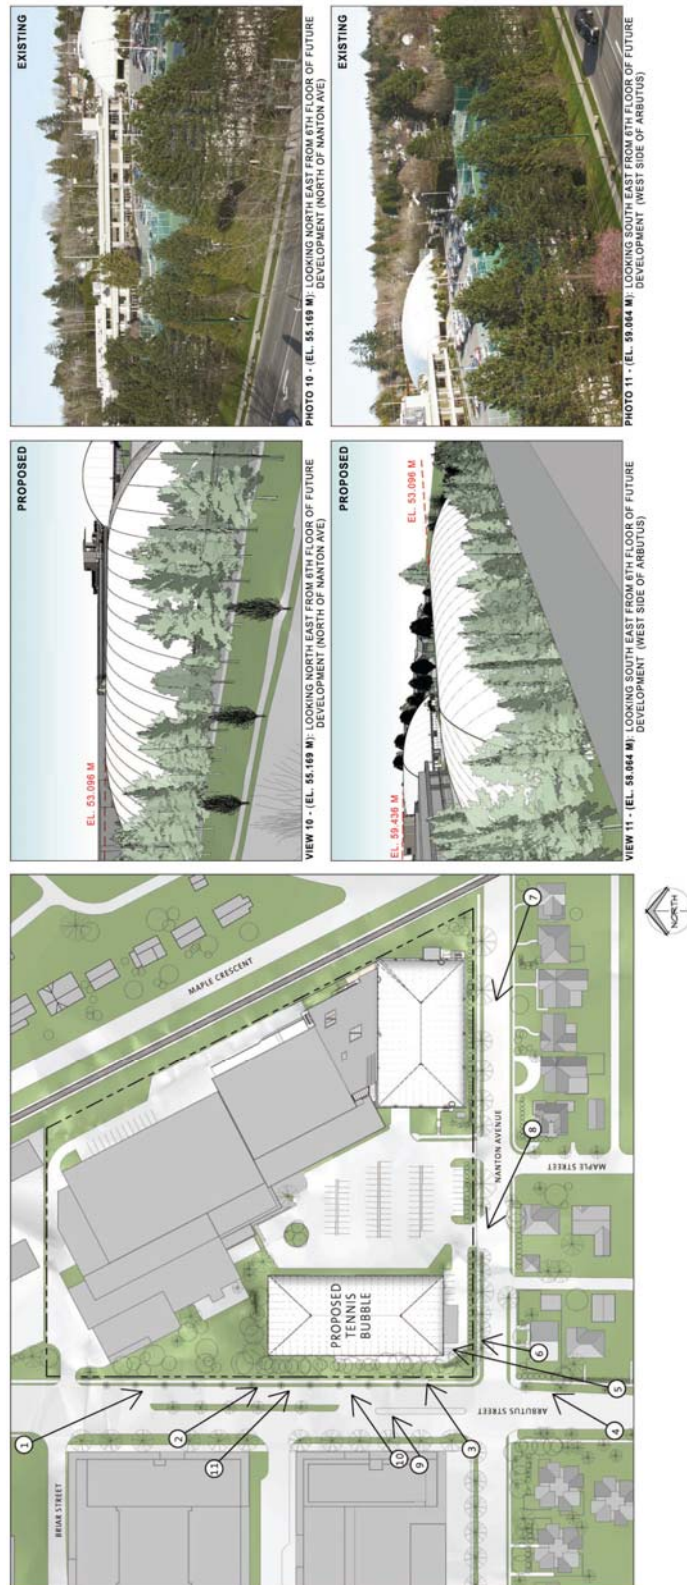 BRIAR STREET
MAPLE CRESCENT
1
2
11
10
9
3
PROPOSED
TENNIS
BUBBLE
ARBUTUS STREET
NANTON AVENUE
MAPLE STREET
4
5
6
8
7
NORTH
PROPOSED
EL. 53.096 M
VIEW 10 - (EL. 55.169 M): LOOKING NORTH EAST FROM 6TH FLOOR OF FUTURE
DEVELOPMENT (NORTH OF NANTON AVE)
EXISTING
PHOTO 10 - (EL. 55.169 M): LOOKING NORTH EAST FROM 6TH FLOOR OF FUTURE
DEVELOPMENT (NORTH OF NANTON AVE)
PROPOSED
EL. 59.436 M
EL. 53.096 M
VIEW 11 - (EL. 58.064 M): LOOKING SOUTH EAST FROM 6TH FLOOR OF FUTURE
DEVELOPMENT (WEST SIDE OF ARBUTUS)
EXISTING
PHOTO 11 - (EL. 59.064 M): LOOKING SOUTH EAST FROM 6TH FLOOR OF FUTURE
DEVELOPMENT (WEST SIDE OF ARBUTUS)